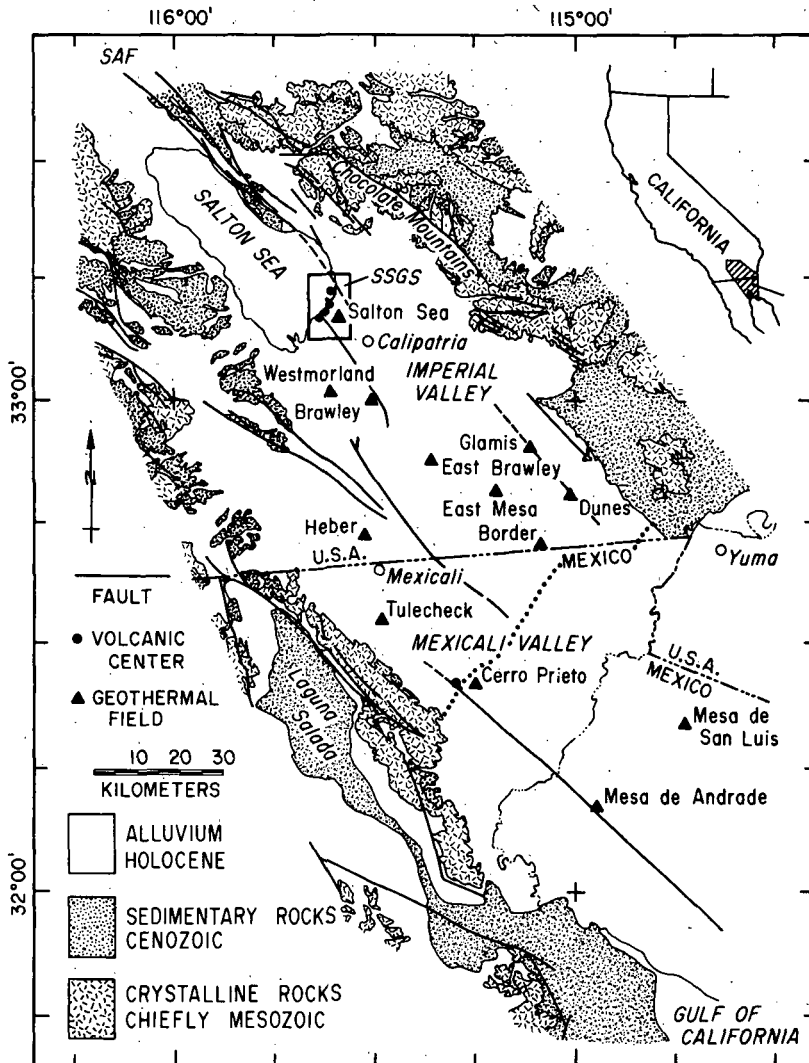 116°00'
115°00'
SAF
SALTON SEA
Chocolate Mountains
CALIFORNIA
SSGS
Salton Sea
Calipatria
33°00'
Westmorland
Brawley
IMPERIAL
VALLEY
Glamis
East Brawley
East Mesa
Border
Dunes
N
Heber
U.S.A.
MEXICO
Mexicali
Yuma
FAULT
Tulecheck
VOLCANIC
CENTER
MEXICALI VALLEY
U.S.A.
MEXICO
Cerro Prieto
GEOTHERMAL
FIELD
Laguna
Salada
Mesa de
San Luis
10 20 30
KILOMETERS
Mesa de Andrade
ALLUVIUM
HOLOCENE
32°00'
SEDIMENTARY ROCKS
CENOZOIC
CRYSTALLINE ROCKS
CHIEFLY MESOZOIC
GULF OF
CALIFORNIA